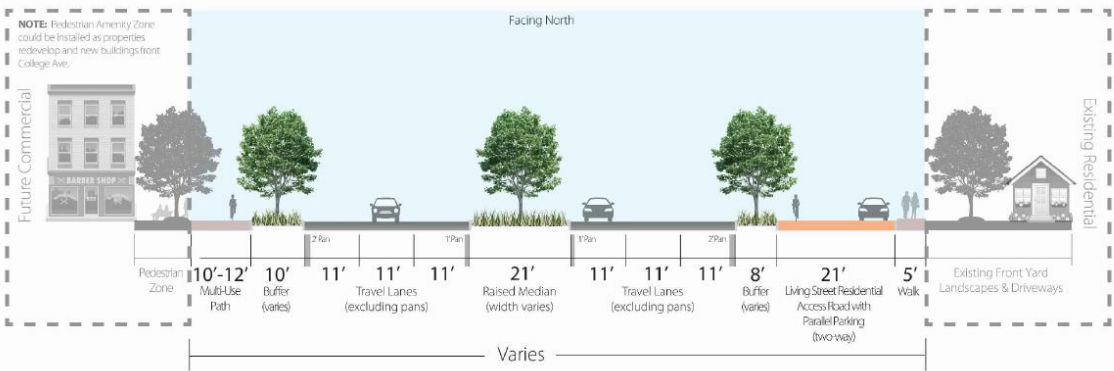 NOTE: Pedestrian Amenity Zone
could be installed as properties
redevelop and new buildings front
College Ave.
Facing North
Future Commercial
BARBER SHOP
Existing Residential
2' Pan
1' Pan
1' Pan
2' Pan
Pedestrian
Zone
10'-12'
Multi-Use
Path
10'
Buffer
(varies)
11'
11'
11'
Travel Lanes
(excluding pans)
21'
Raised Median
(width varies)
11'
11'
11'
Travel Lanes
(excluding pans)
8'
Buffer
(varies)
21'
Living Street Residential
Access Road with
Parallel Parking
(two-way)
5'
Walk
Existing Front Yard
Landscapes & Driveways
Varies